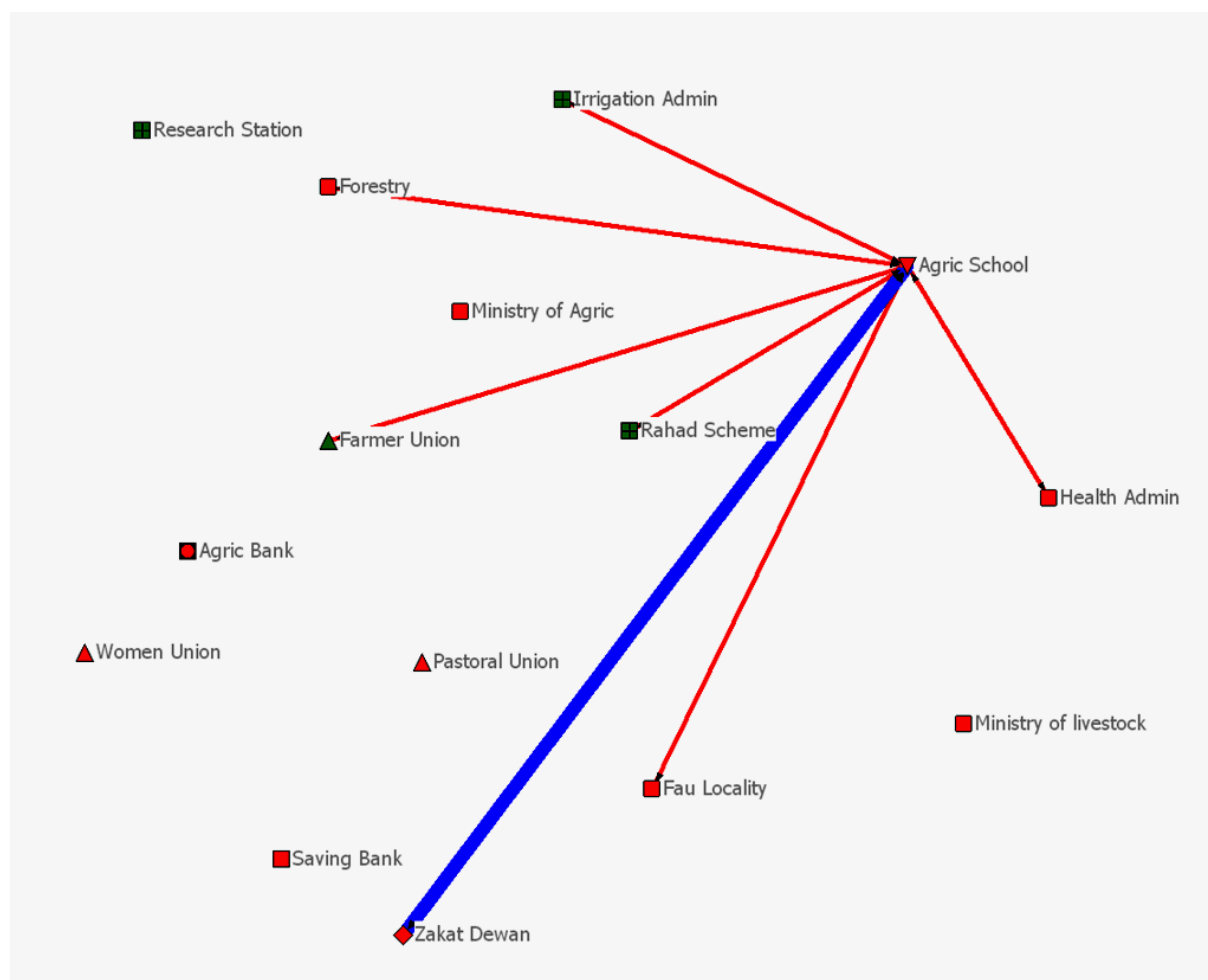 Irrigation Admin
Research Station
Forestry
Agric School
Ministry of Agric
Rahad Scheme
Farmer Union
Health Admin
Agric Bank
Women Union
Pastoral Union
Ministry of livestock
Fau Locality
Saving Bank
Zakat Dewan